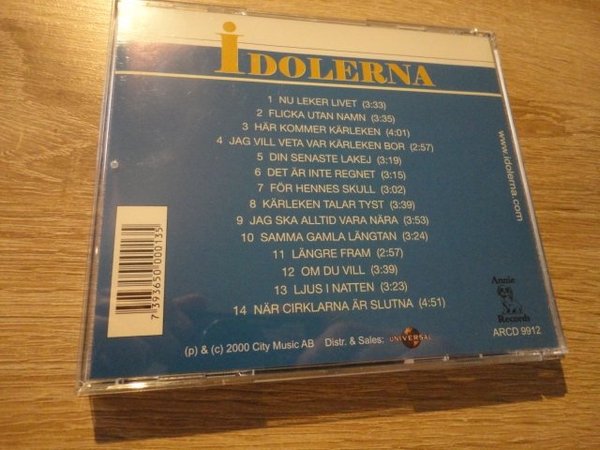 İDOLERNA
1 NU LEKER LIVET (3:33)
2 FLICKA UTAN NAMN (3:35)
3 HÄR KOMMER KÄRLEKEN (4:01)
4 JAG VILL VETA VAR KÄRLEKEN BOR (2:57)
5 DIN SENASTE LAKEJ (3:19)
6 DET ÄR INTE REGNET (3:15)
7 FÖR HENNES SKULL (3:02)
8 KÄRLEKEN TALAR TYST (3:39)
9 JAG SKA ALLTID VARA NÄRA (3:53)
10 SAMMA GAMLA LÄNGTAN (3:24)
11 LÄNGRE FRAM (2:57)
12 OM DU VILL (3:39)
13 LJUS I NATTEN (3:23)
14 NÄR CIRKLARNA ÄR SLUTNA (4:51)
www.idolerna.com
7 393650 000135
Annie
Records
ARCD 9912
(p) & (c) 2000 City Music AB Distr. & Sales: UNIVERSAL